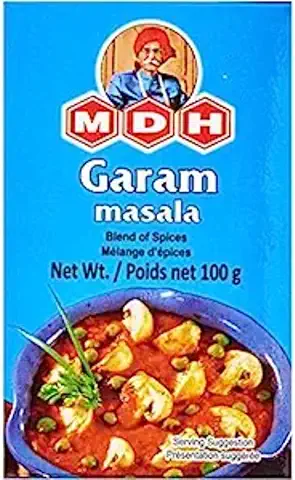 MDH
Garam
masala
Blend of Spices
Mélange d'épices
Net Wt. / Poids net 100 g
Serving Suggestion
Présentation suggérée